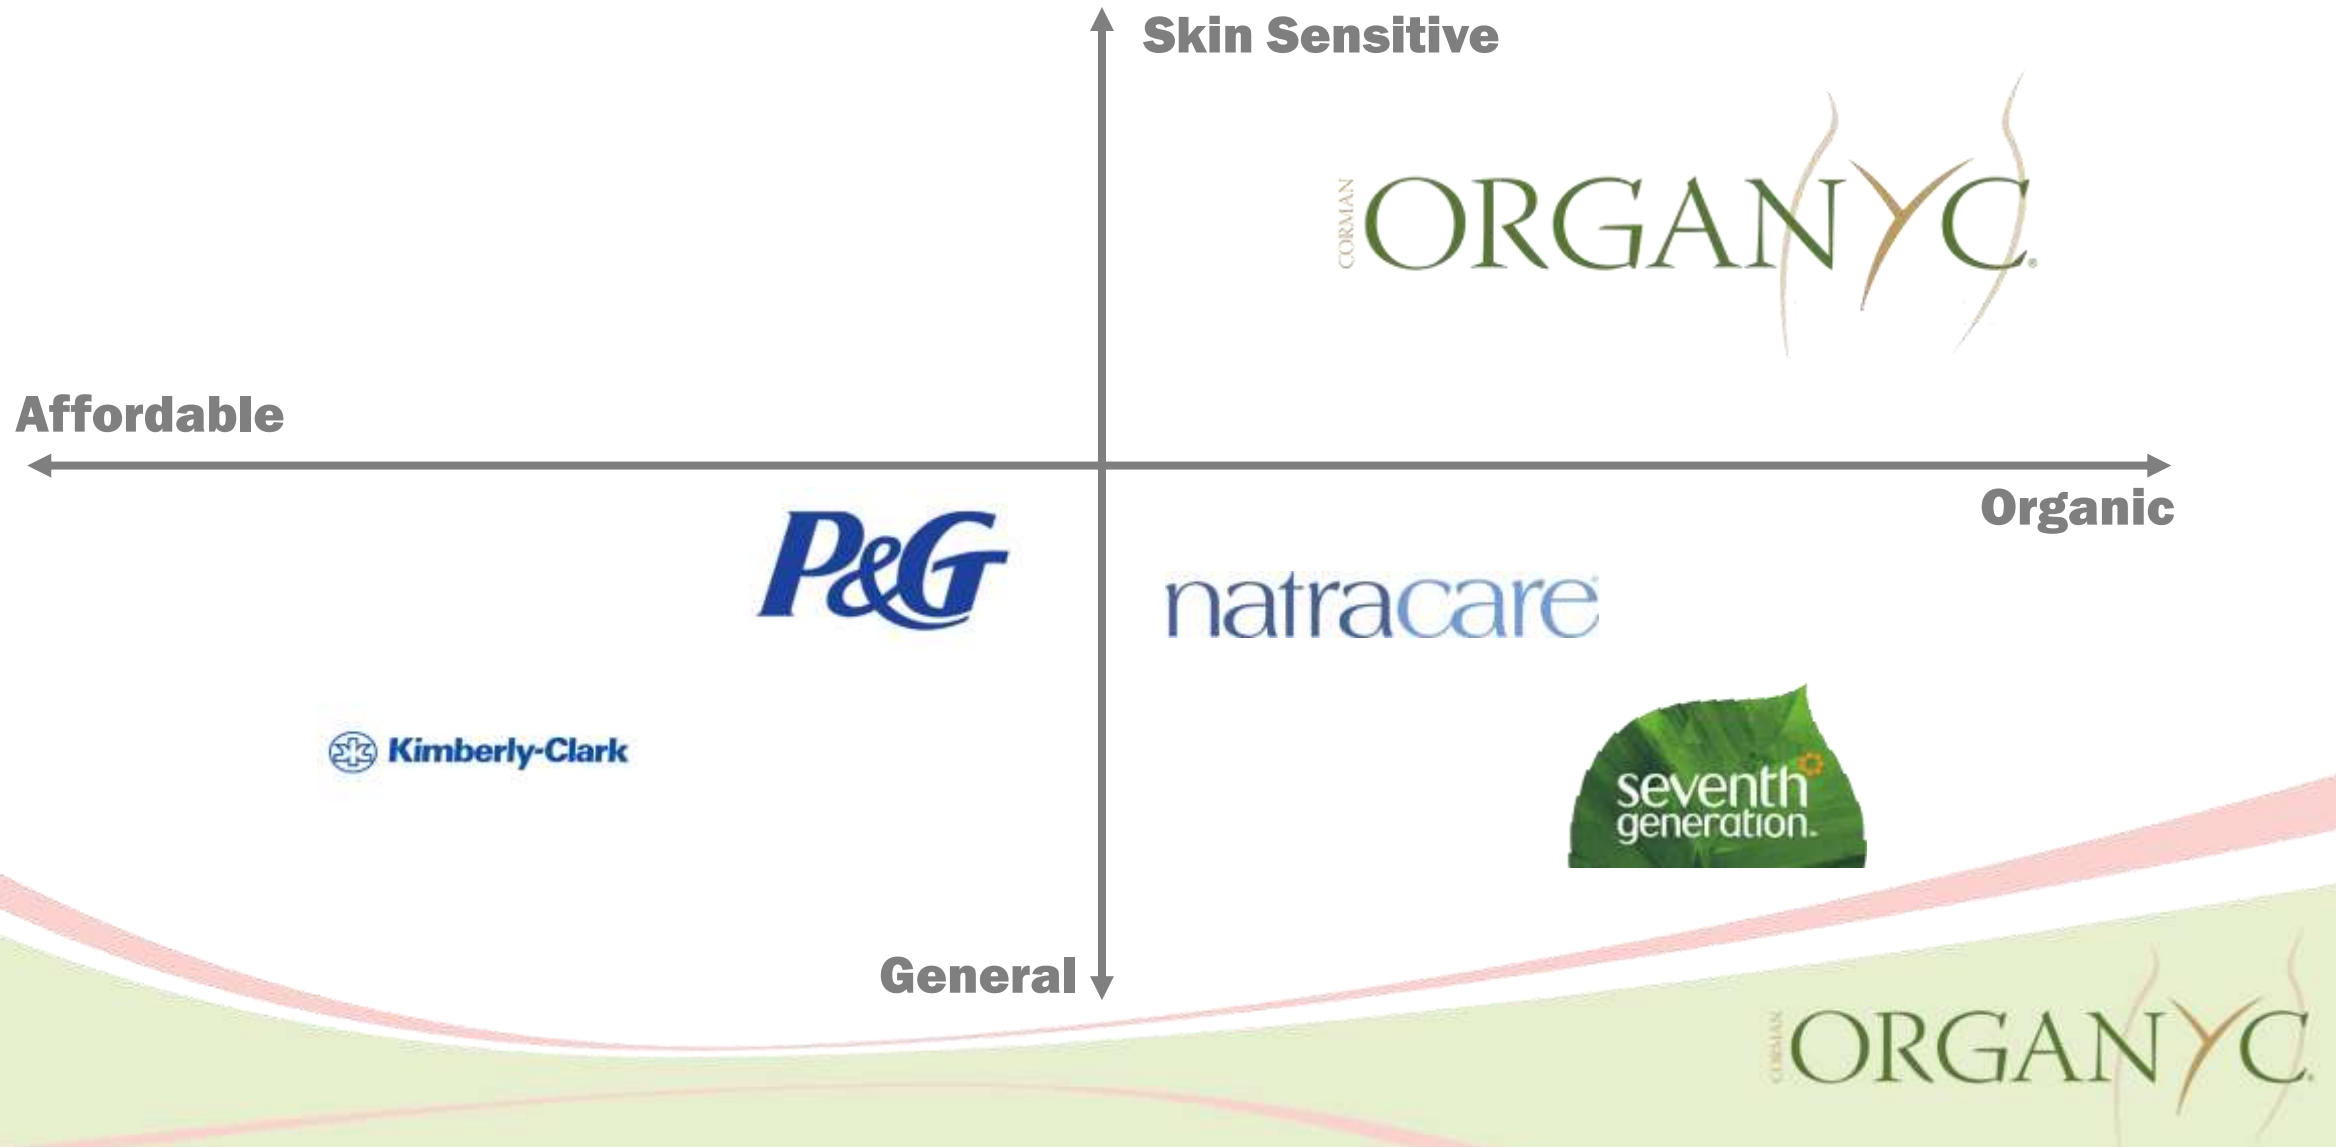 Skin Sensitive
CORMAN
ORGANYC®
Affordable
Organic
P&G
natracare
Kimberly-Clark
seventh
generation.
General
CORMAN
ORGANYC